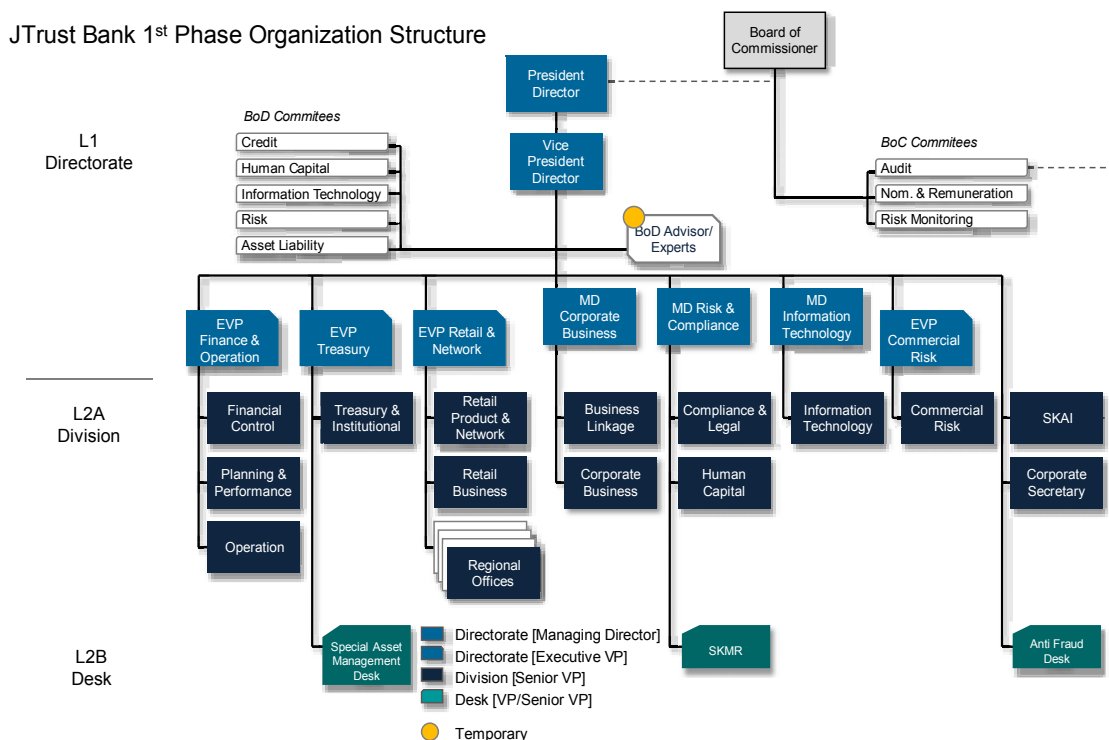 JTrust Bank 1st Phase Organization Structure
Board of
Commissioner
President
Director
BoD Commitees
L1
Directorate
Credit
Human Capital
Information Technology
Risk
Asset Liability
Vice
President
Director
BoC Commitees
Audit
Nom. & Remuneration
Risk Monitoring
BoD Advisor/
Experts
EVP
Finance &
Operation
EVP
Treasury
EVP Retail &
Network
MD
Corporate
Business
MD Risk &
Compliance
MD
Information
Technology
EVP
Commercial
Risk
L2A
Division
Financial
Control
Treasury &
Institutional
Retail
Product &
Network
Business
Linkage
Compliance &
Legal
Information
Technology
Commercial
Risk
SKAI
Planning &
Performance
Retail
Business
Corporate
Business
Human
Capital
Corporate
Secretary
Operation
Regional
Offices
L2B
Desk
Special Asset
Management
Desk
SKMR
Anti Fraud
Desk
Directorate [Managing Director]
Directorate [Executive VP]
Division [Senior VP]
Desk [VP/Senior VP]
Temporary